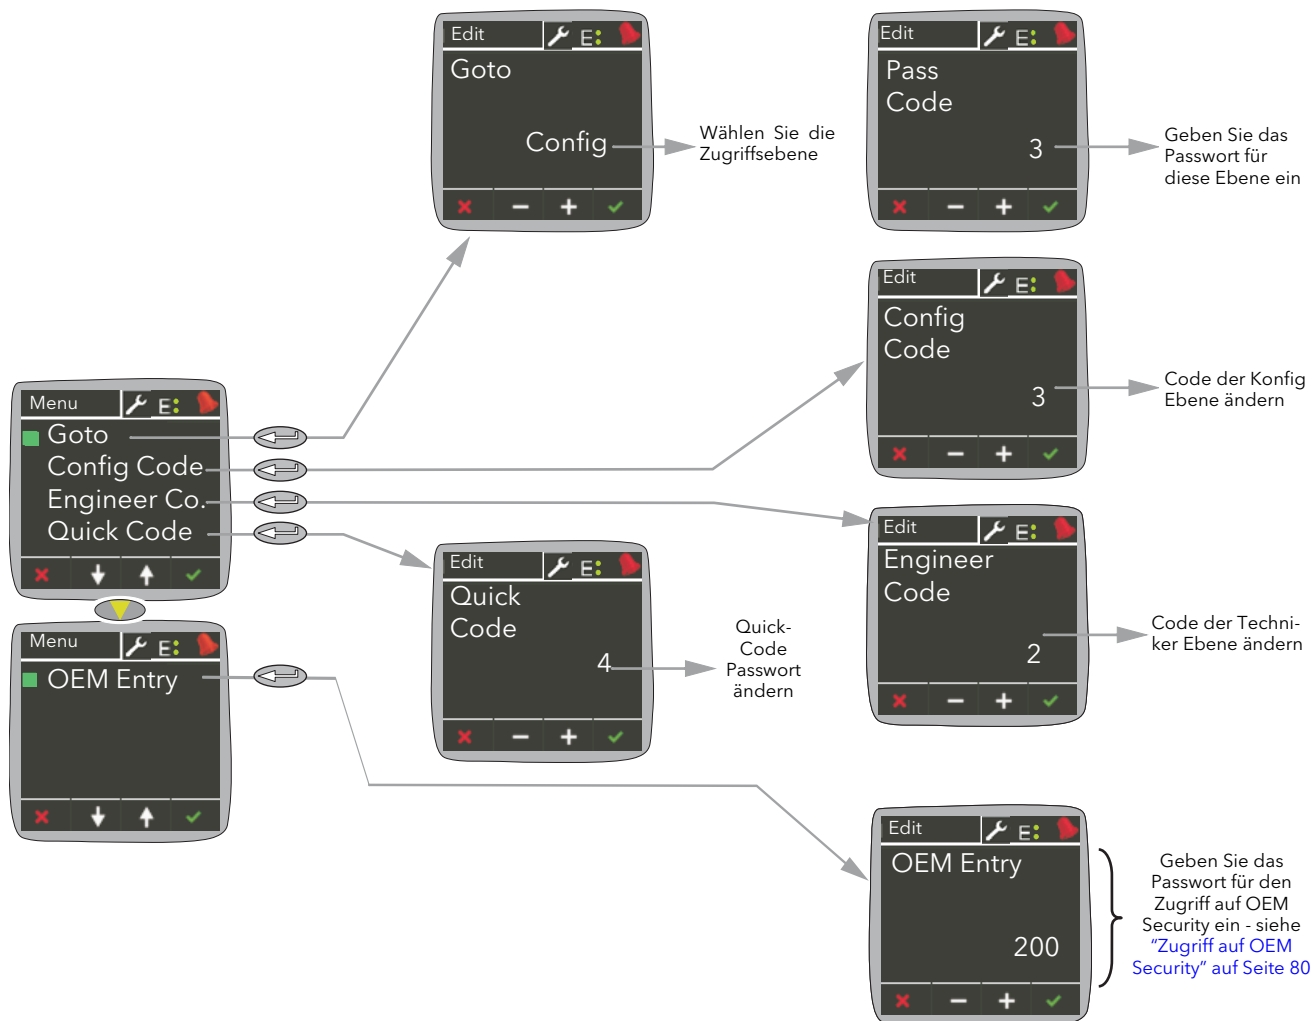 Edit E:
Goto
Config
Wählen Sie die
Zugriffsebene
Edit E:
Pass
Code
3
Geben Sie das
Passwort für
diese Ebene ein
Edit E:
Config
Code
3
Code der Konfig
Ebene ändern
Menu E:
Goto
Config Code
Engineer Co.
Quick Code
Edit E:
Quick
Code
4
Quick-
Code
Passwort
ändern
Edit E:
Engineer
Code
2
Code der Techni-
ker Ebene ändern
Menu E:
OEM Entry
Edit E:
OEM Entry
200
Geben Sie das
Passwort für den
Zugriff auf OEM
Security ein - siehe
"Zugriff auf OEM
Security" auf Seite 80